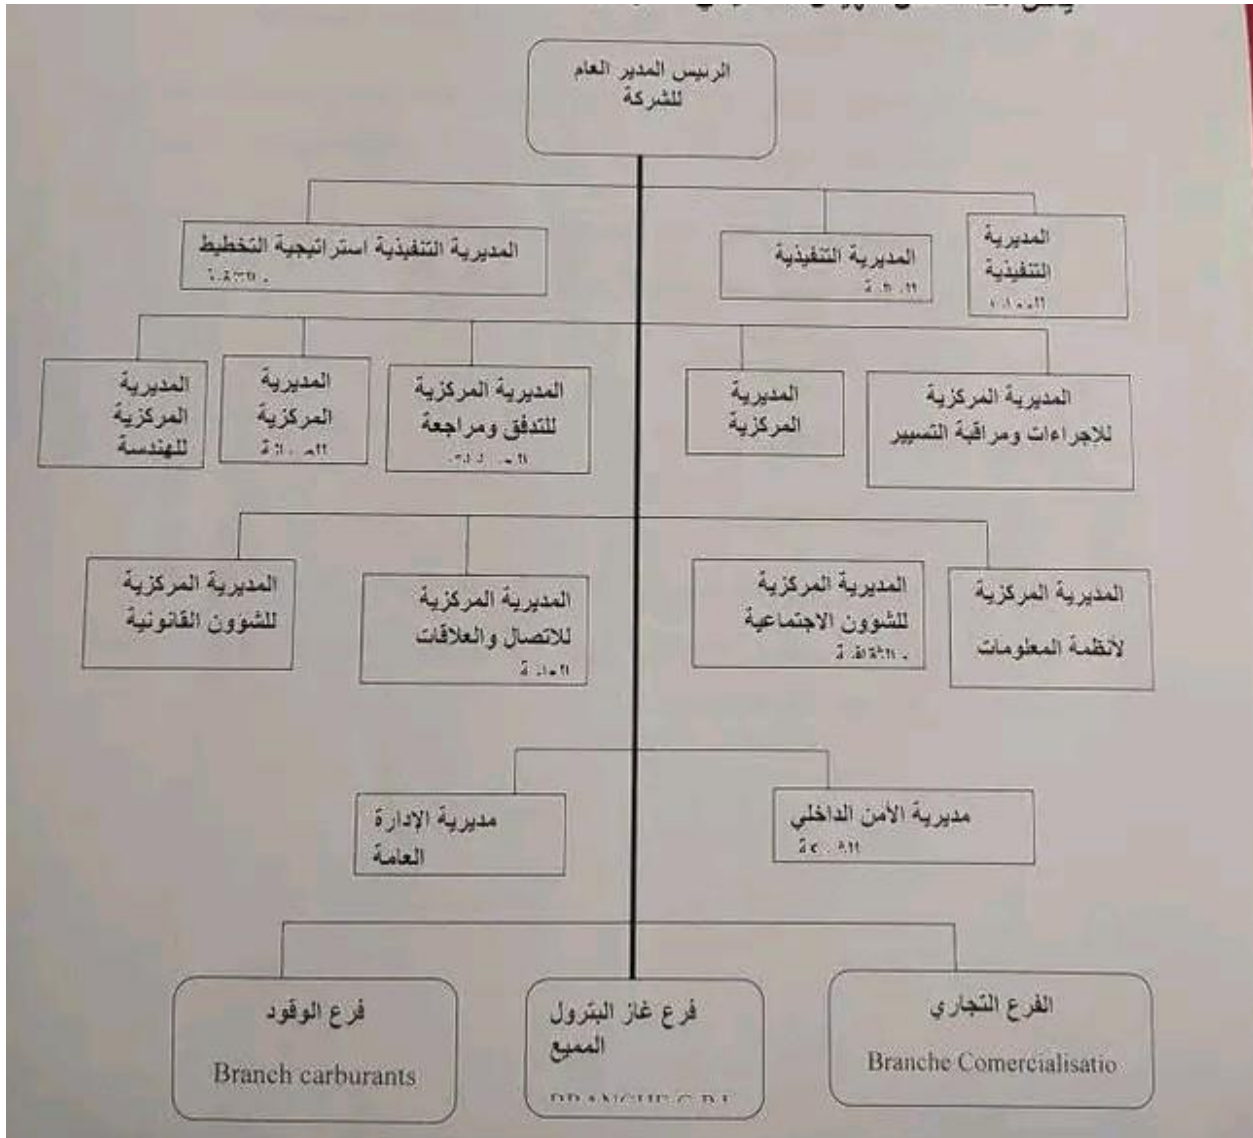 الرئيس المدير العام
للشركة
المديرية
التنفيذية
المديرية التنفيذية
المديرية التنفيذية استراتيجية التخطيط
المديرية المركزية
للإجراءات ومراقبة التسيير
المديرية
المركزية
المديرية المركزية
للتدفق ومراجعة
المديرية
المركزية
المديرية
المركزية
للهندسة
المديرية المركزية
لأنظمة المعلومات
المديرية المركزية
للشؤون الاجتماعية
المديرية المركزية
للاتصال والعلاقات
المديرية المركزية
للشؤون القانونية
مديرية الأمن الداخلي
مديرية الإدارة
العامة
الفرع التجاري
Branche Comercialisatio
فرع غاز البترول
المميع
فرع الوقود
Branch carburants